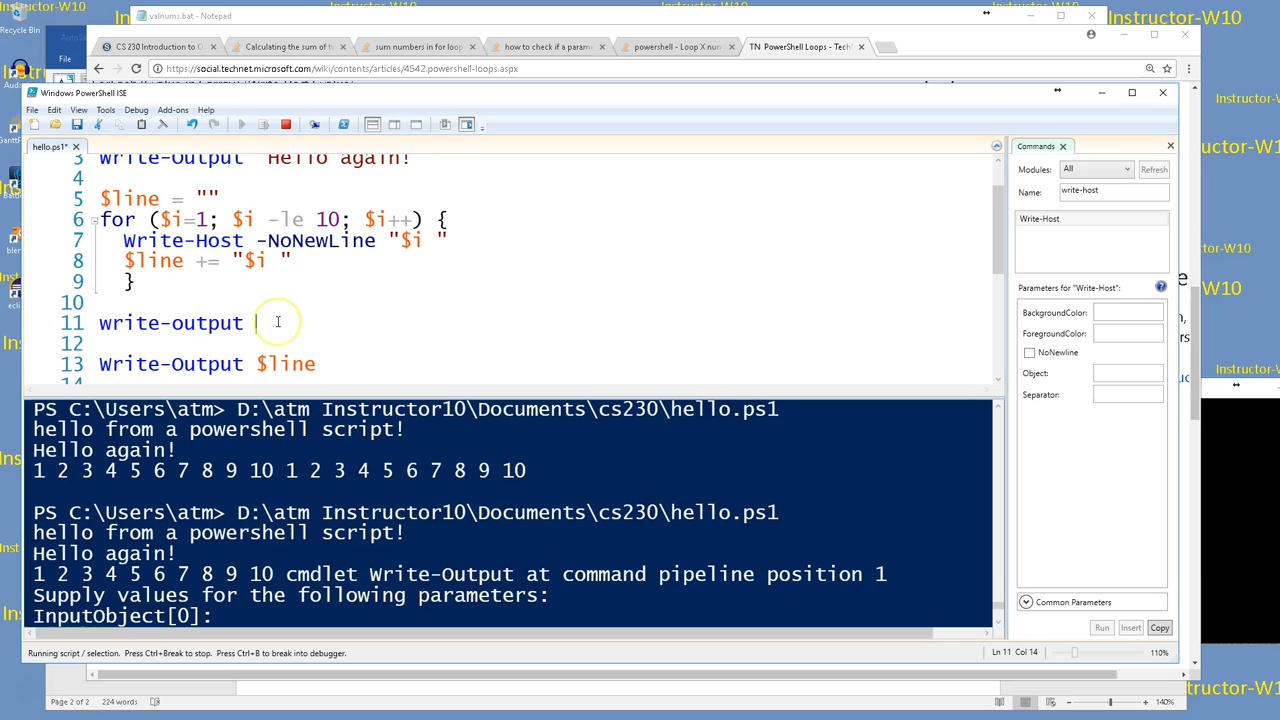 Instructor-W10
Recycle Bin
valnums.bat - Notepad
CS 230 Introduction to O
Calculating the sum of t
sum numbers in for loop
how to check if a param
powershell - Loop X num
TN PowerShell Loops - Tech
https://social.technet.microsoft.com/wiki/contents/articles/4542.powershell-loops.aspx
File
Windows PowerShell ISE
File Edit View Tools Debug Add-ons Help
hello.ps1*
3 Write-Output "Hello again!"
4
5 $line = ""
6 for ($i=1; $i -le 10; $i++) {
7 Write-Host -NoNewLine "$i "
8 $line += "$i "
9 }
10
11 write-output
12
13 Write-Output $line
14
PS C:\Users\atm> D:\atm Instructor10\Documents\cs230\hello.ps1
hello from a powershell script!
Hello again!
1 2 3 4 5 6 7 8 9 10 1 2 3 4 5 6 7 8 9 10
PS C:\Users\atm> D:\atm Instructor10\Documents\cs230\hello.ps1
hello from a powershell script!
Hello again!
1 2 3 4 5 6 7 8 9 10 cmdlet Write-Output at command pipeline position 1
Supply values for the following parameters:
InputObject[0]:
Commands
Modules: All Refresh
Name: write-host
Write-Host
Parameters for "Write-Host":
BackgroundColor:
ForegroundColor:
NoNewline
Object:
Separator:
Common Parameters
Run Insert Copy
Running script / selection. Press Ctrl+Break to stop. Press Ctrl+B to break into debugger.
Ln 11 Col 14
110%
Page 2 of 2 224 words
140%
Instructor-W10
Instructor-W10
Instructor-W10
Instructor-W10